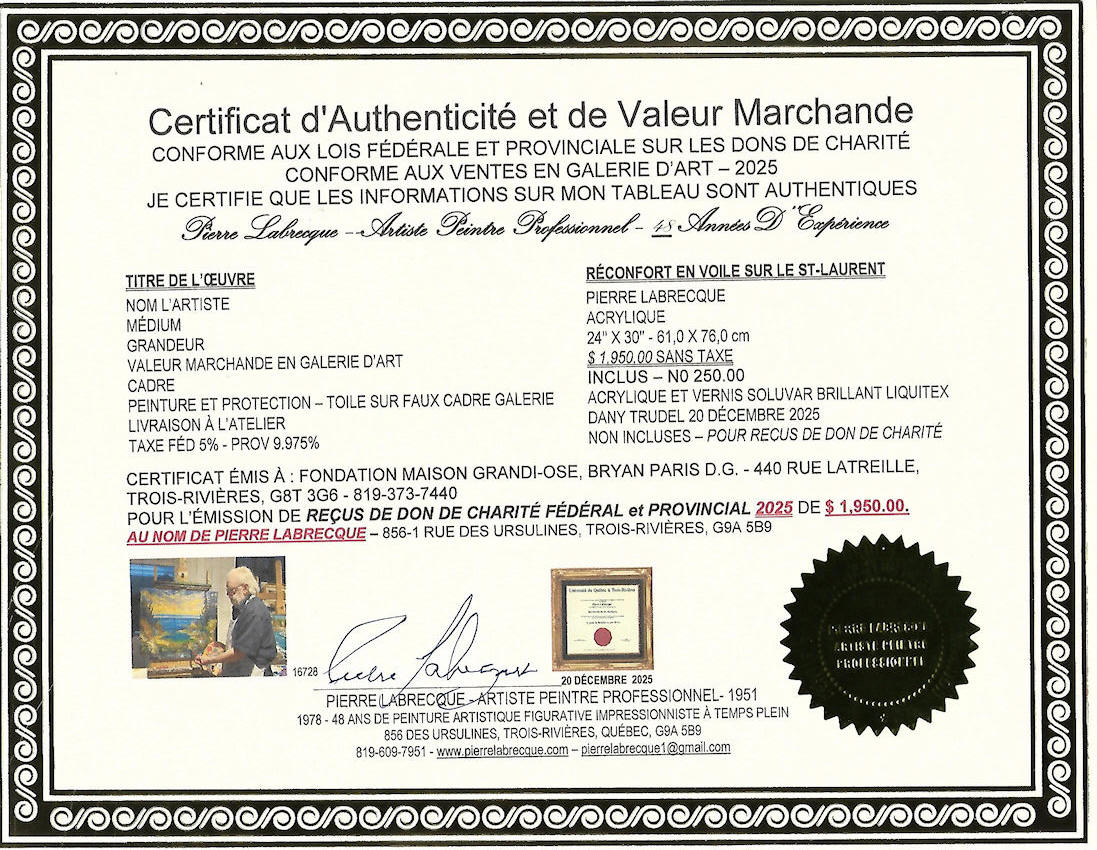 Certificat d'Authenticité et de Valeur Marchande
CONFORME AUX LOIS FÉDÉRALE ET PROVINCIALE SUR LES DONS DE CHARITÉ
CONFORME AUX VENTES EN GALERIE D'ART – 2025
JE CERTIFIE QUE LES INFORMATIONS SUR MON TABLEAU SONT AUTHENTIQUES
Pierre Labrecque --Artiste Peintre Professionnel - 48 Années D"Expérience
TITRE DE L'ŒUVRE RÉCONFORT EN VOILE SUR LE ST-LAURENT
NOM L'ARTISTE PIERRE LABRECQUE
MÉDIUM ACRYLIQUE
GRANDEUR 24" X 30" - 61,0 X 76,0 cm
VALEUR MARCHANDE EN GALERIE D'ART $ 1,950.00 SANS TAXE
CADRE INCLUS – N0 250.00
PEINTURE ET PROTECTION – TOILE SUR FAUX CADRE GALERIE ACRYLIQUE ET VERNIS SOLUVAR BRILLANT LIQUITEX
LIVRAISON À L'ATELIER DANY TRUDEL 20 DÉCEMBRE 2025
TAXE FÉD 5% - PROV 9.975% NON INCLUSES – POUR RECUS DE DON DE CHARITÉ
CERTIFICAT ÉMIS À : FONDATION MAISON GRANDI-OSE, BRYAN PARIS D.G. - 440 RUE LATREILLE,
TROIS-RIVIÈRES, G8T 3G6 - 819-373-7440
POUR L'ÉMISSION DE REÇUS DE DON DE CHARITÉ FÉDÉRAL et PROVINCIAL 2025 DE $ 1,950.00.
AU NOM DE PIERRE LABRECQUE – 856-1 RUE DES URSULINES, TROIS-RIVIÈRES, G9A 5B9
Université du Québec à Trois-Rivières
PIERRE LABRECQUE
ARTISTE PEINTRE
PROFESSIONNEL
16728 Pierre Labrecque
20 DÉCEMBRE 2025
PIERRE LABRECQUE - ARTISTE PEINTRE PROFESSIONNEL- 1951
1978 - 48 ANS DE PEINTURE ARTISTIQUE FIGURATIVE IMPRESSIONNISTE À TEMPS PLEIN
856 DES URSULINES, TROIS-RIVIÈRES, QUÉBEC, G9A 5B9
819-609-7951 - www.pierrelabrecque.com – pierrelabrecque1@gmail.com